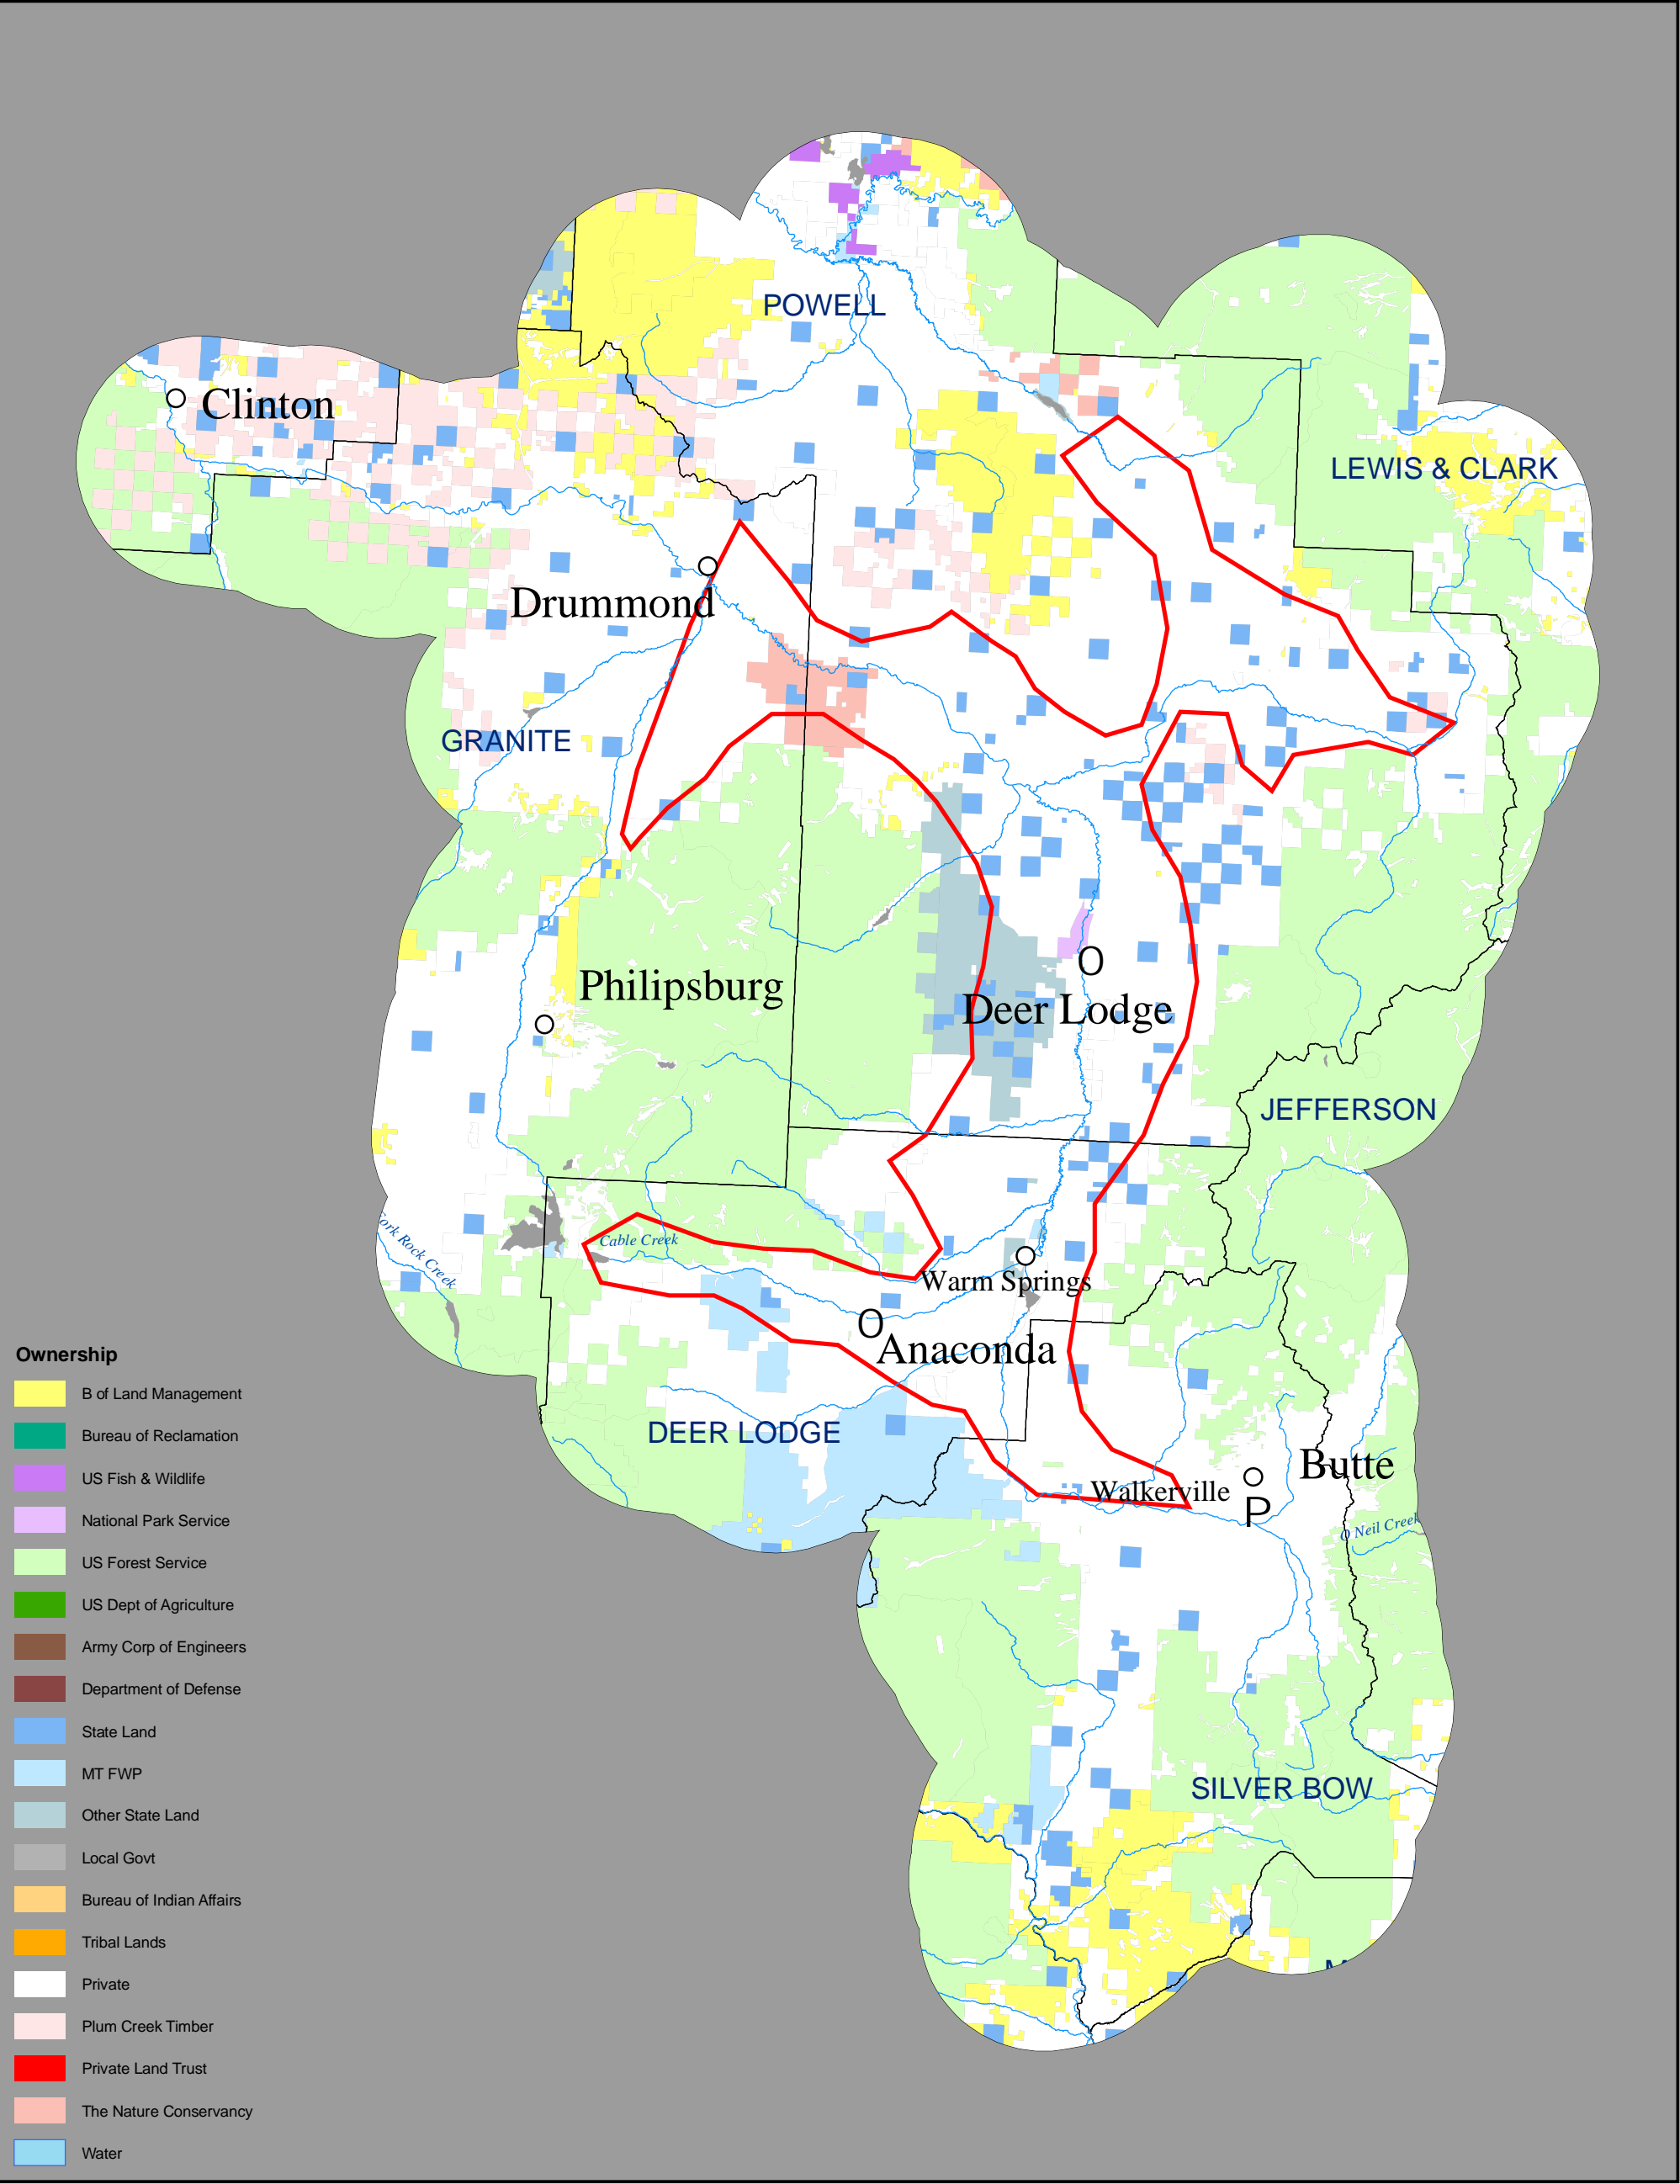 POWELL
Clinton
LEWIS & CLARK
Drummond
GRANITE
Philipsburg
Deer Lodge
JEFFERSON
Cable Creek
Fork Rock Creek
Warm Springs
Anaconda
DEER LODGE
Butte
Walkerville
P
O Neil Creek
SILVER BOW
Ownership
B of Land Management
Bureau of Reclamation
US Fish & Wildlife
National Park Service
US Forest Service
US Dept of Agriculture
Army Corp of Engineers
Department of Defense
State Land
MT FWP
Other State Land
Local Govt
Bureau of Indian Affairs
Tribal Lands
Private
Plum Creek Timber
Private Land Trust
The Nature Conservancy
Water